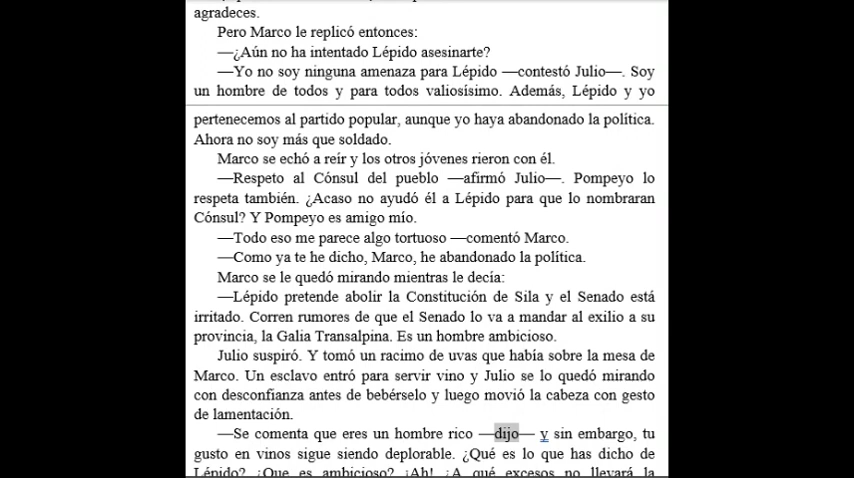 agradeces.
Pero Marco le replicó entonces:
—¿Aún no ha intentado Lépido asesinarte?
—Yo no soy ninguna amenaza para Lépido —contestó Julio—. Soy
un hombre de todos y para todos valiosísimo. Además, Lépido y yo
pertenecemos al partido popular, aunque yo haya abandonado la política.
Ahora no soy más que soldado.
Marco se echó a reír y los otros jóvenes rieron con él.
—Respeto al Cónsul del pueblo —afirmó Julio—. Pompeyo lo
respeta también. ¿Acaso no ayudó él a Lépido para que lo nombraran
Cónsul? Y Pompeyo es amigo mío.
—Todo eso me parece algo tortuoso —comentó Marco.
—Como ya te he dicho, Marco, he abandonado la política.
Marco se le quedó mirando mientras le decía:
—Lépido pretende abolir la Constitución de Sila y el Senado está
irritado. Corren rumores de que el Senado lo va a mandar al exilio a su
provincia, la Galia Transalpina. Es un hombre ambicioso.
Julio suspiró. Y tomó un racimo de uvas que había sobre la mesa de
Marco. Un esclavo entró para servir vino y Julio se lo quedó mirando
con desconfianza antes de bebérselo y luego movió la cabeza con gesto
de lamentación.
—Se comenta que eres un hombre rico —dijo— y sin embargo, tu
gusto en vinos sigue siendo deplorable. ¿Qué es lo que has dicho de
Lépido? ¿Que es ambicioso? ¡Ah! ¿A qué excesos no llevará la